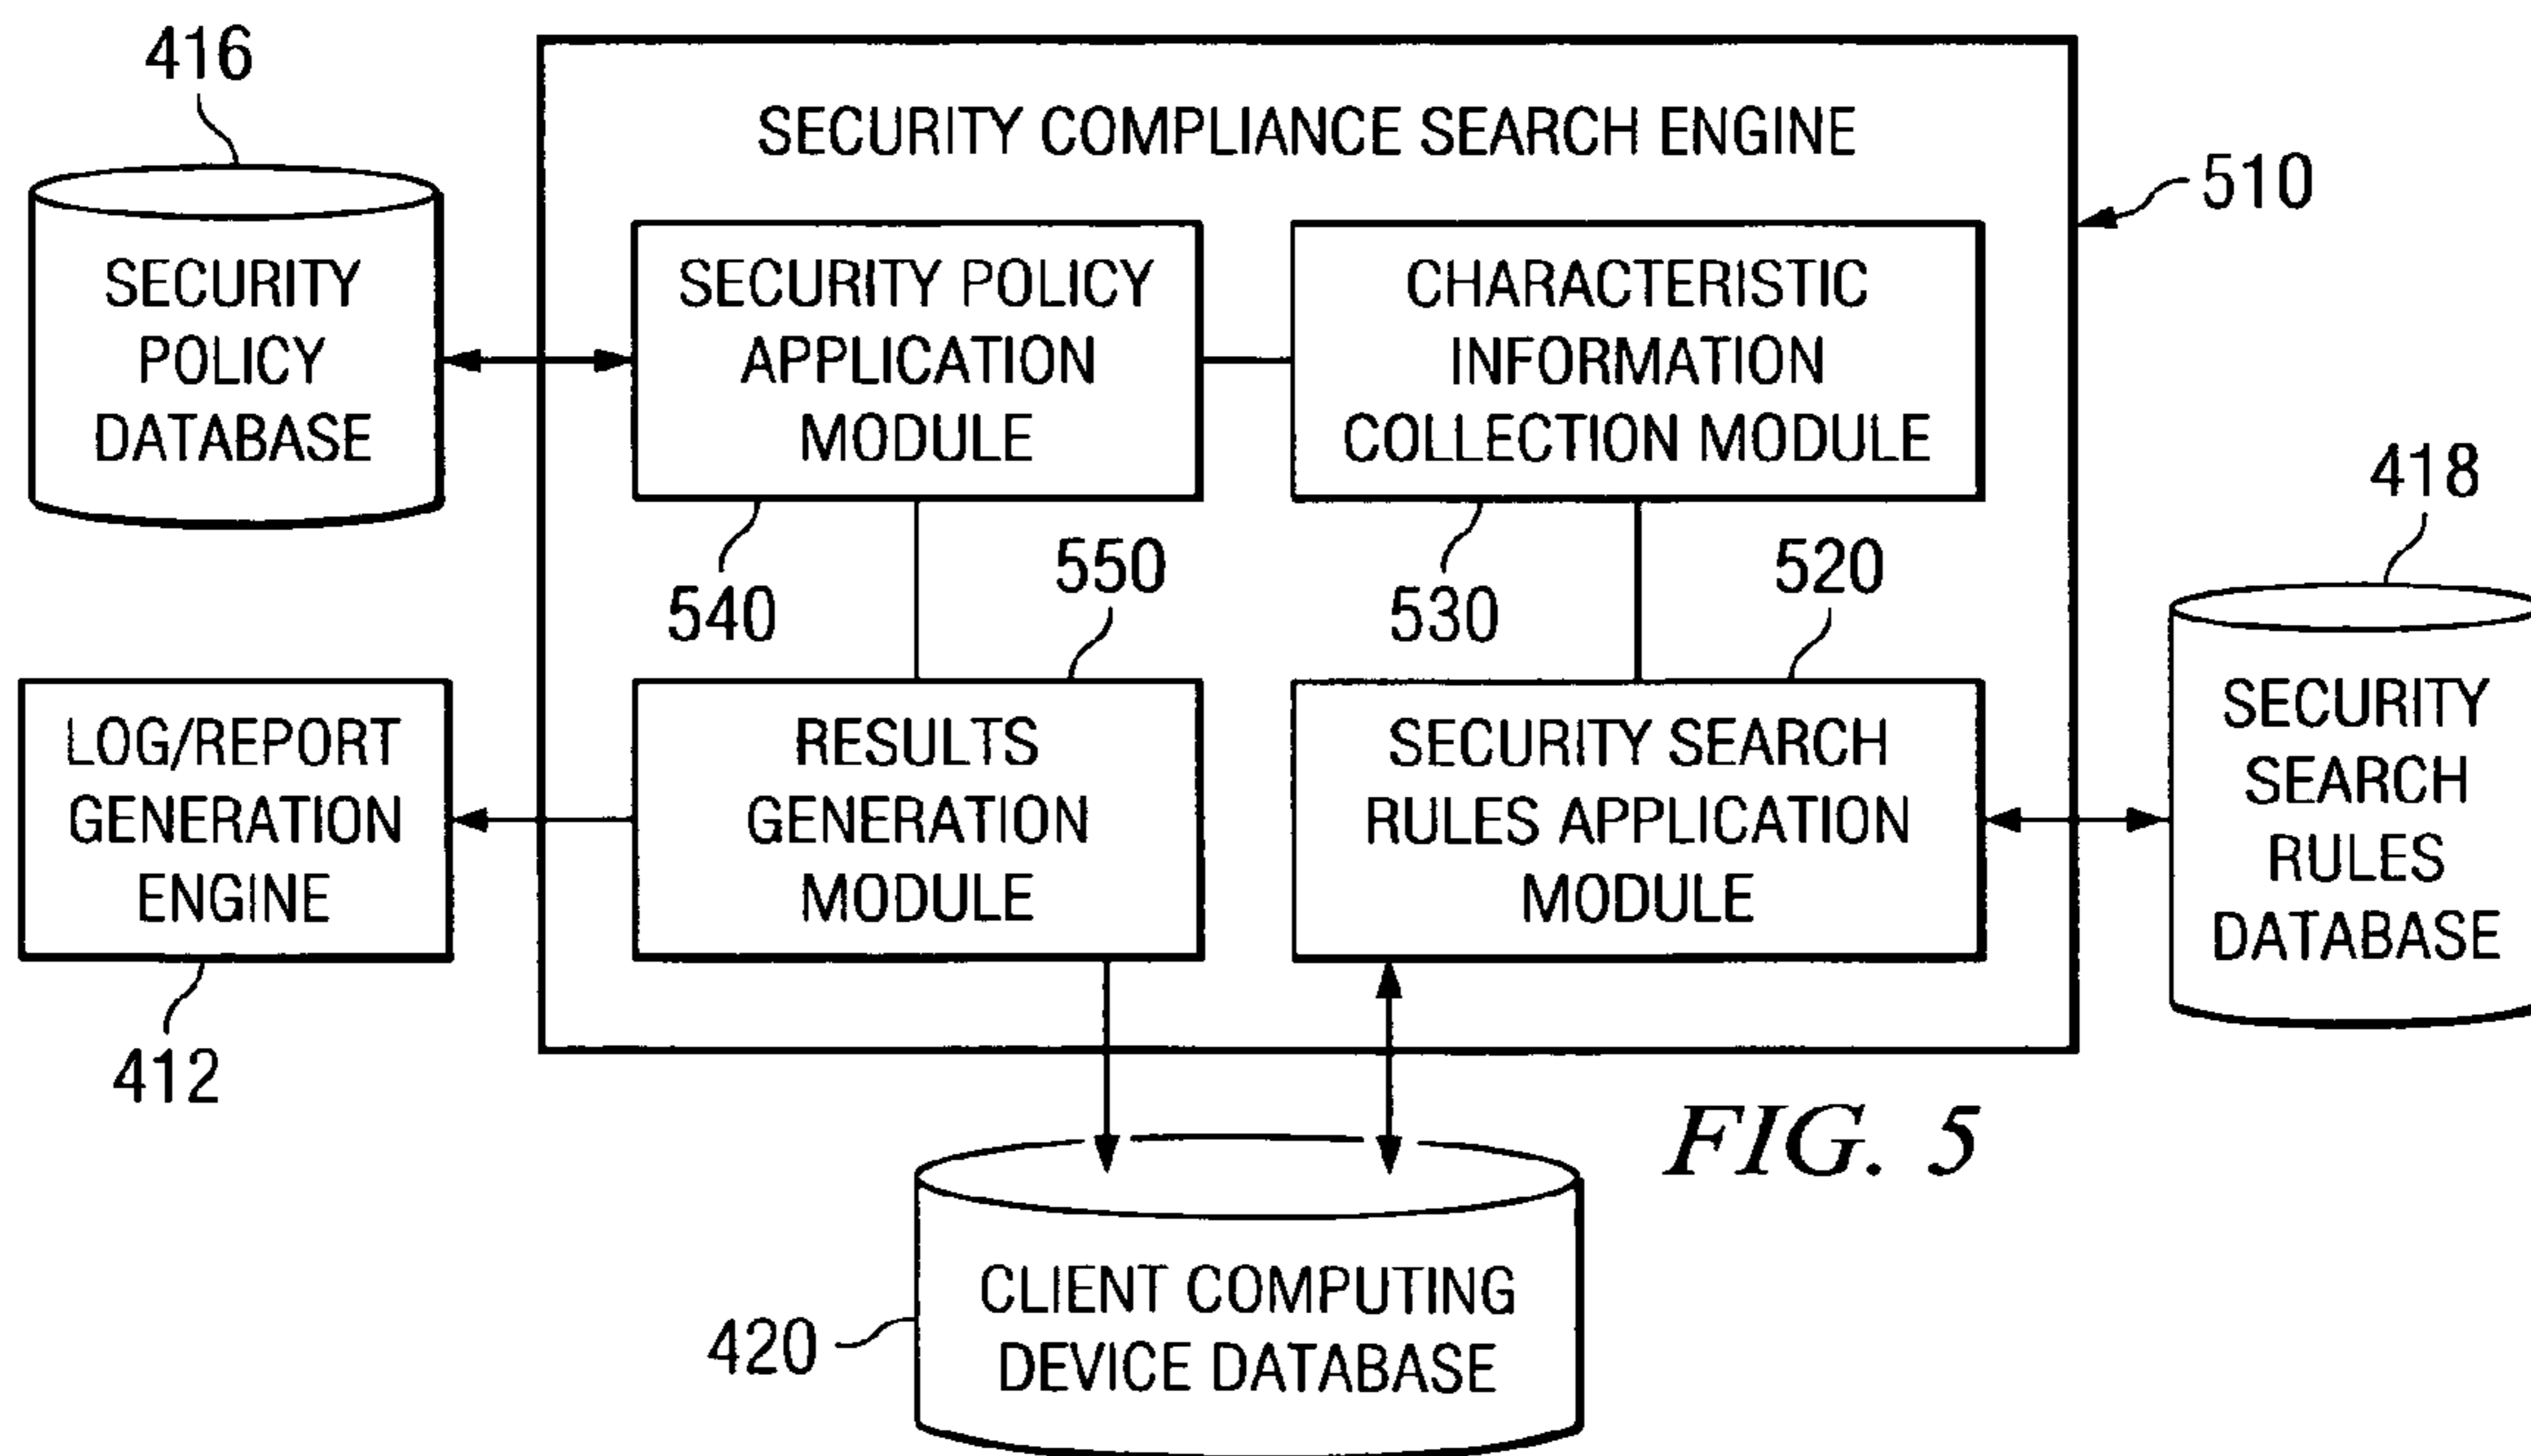 416
SECURITY COMPLIANCE SEARCH ENGINE
510
SECURITY
POLICY
DATABASE
SECURITY POLICY
APPLICATION
MODULE
CHARACTERISTIC
INFORMATION
COLLECTION MODULE
418
540
550
530
520
LOG/REPORT
GENERATION
ENGINE
RESULTS
GENERATION
MODULE
SECURITY SEARCH
RULES APPLICATION
MODULE
SECURITY
SEARCH
RULES
DATABASE
412
FIG. 5
420
CLIENT COMPUTING
DEVICE DATABASE